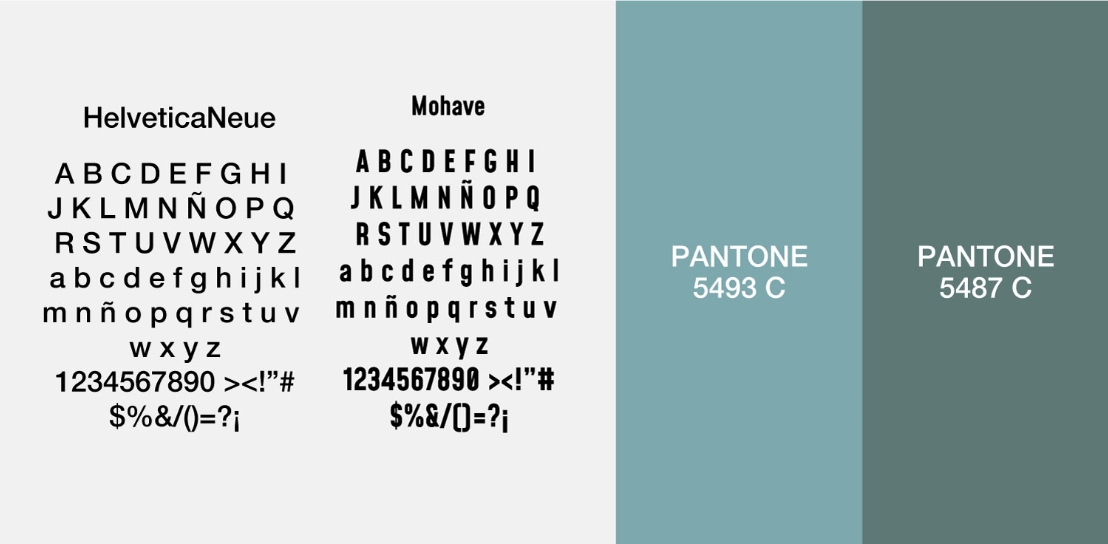 HelveticaNeue
A B C D E F G H I
J K L M N Ñ O P Q
R S T U V W X Y Z
a b c d e f g h i j k l
m n ñ o p q r s t u v
w x y z
1234567890 ><!”#
$%&/()=?¡
Mohave
A B C D E F G H I
J K L M N Ñ O P Q
R S T U V W X Y Z
a b c d e f g h i j k l
m n ñ o p q r s t u v
w x y z
1234567890 ><!”#
$%&/()=?¡
PANTONE
5493 C
PANTONE
5487 C